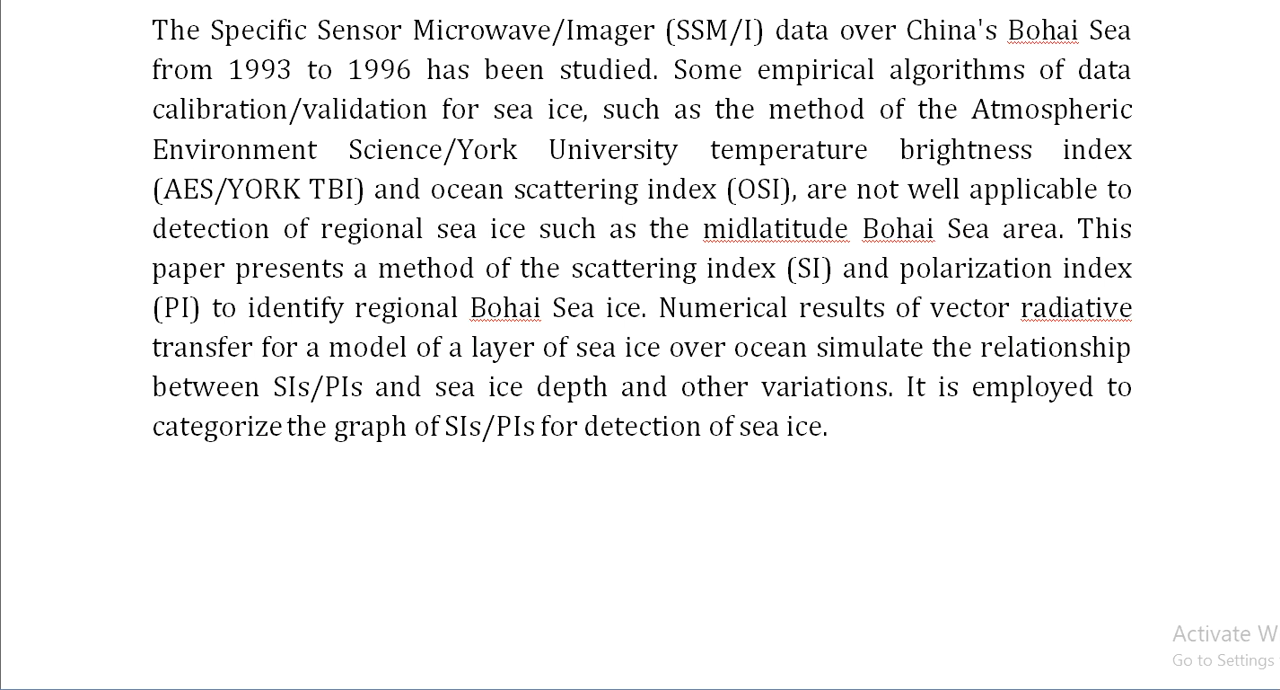 The Specific Sensor Microwave/Imager (SSM/I) data over China's Bohai Sea
from 1993 to 1996 has been studied. Some empirical algorithms of data
calibration/validation for sea ice, such as the method of the Atmospheric
Environment Science/York University temperature brightness index
(AES/YORK TBI) and ocean scattering index (OSI), are not well applicable to
detection of regional sea ice such as the midlatitude Bohai Sea area. This
paper presents a method of the scattering index (SI) and polarization index
(PI) to identify regional Bohai Sea ice. Numerical results of vector radiative
transfer for a model of a layer of sea ice over ocean simulate the relationship
between SIs/PIs and sea ice depth and other variations. It is employed to
categorize the graph of SIs/PIs for detection of sea ice.
Activate W
Go to Settings